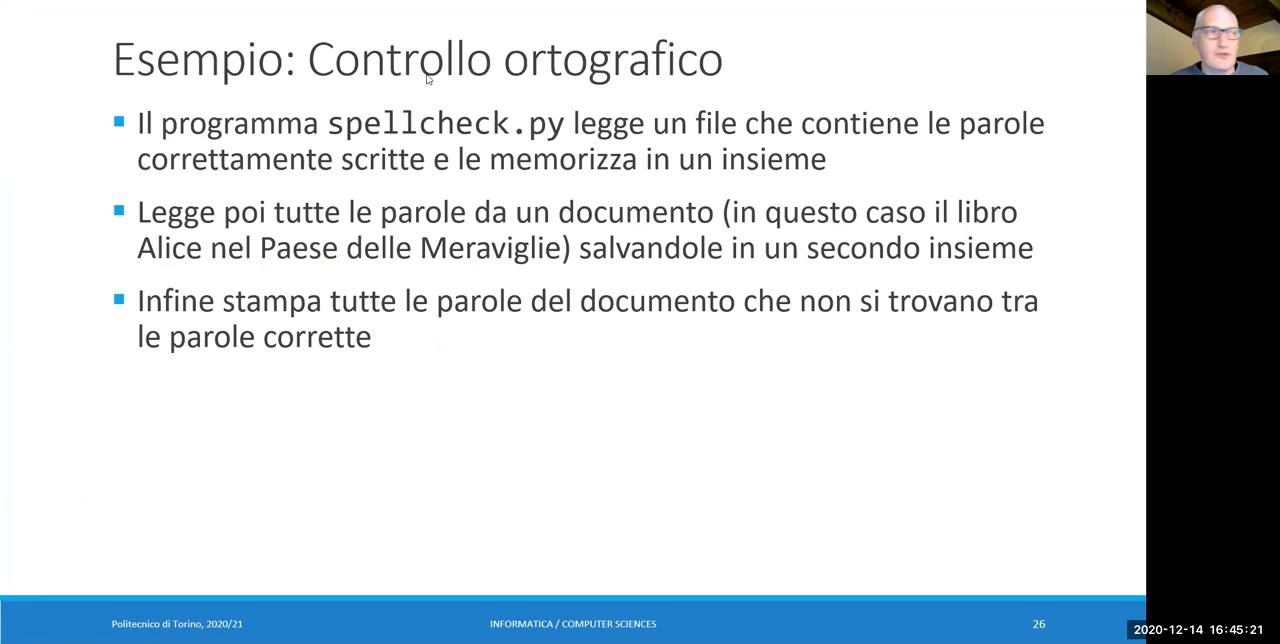 Esempio: Controllo ortografico
Il programma spellcheck.py legge un file che contiene le parole
correttamente scritte e le memorizza in un insieme
Legge poi tutte le parole da un documento (in questo caso il libro
Alice nel Paese delle Meraviglie) salvandole in un secondo insieme
Infine stampa tutte le parole del documento che non si trovano tra
le parole corrette
Politecnico di Torino, 2020/21
INFORMATICA / COMPUTER SCIENCES
26
2020-12-14 16:45:21